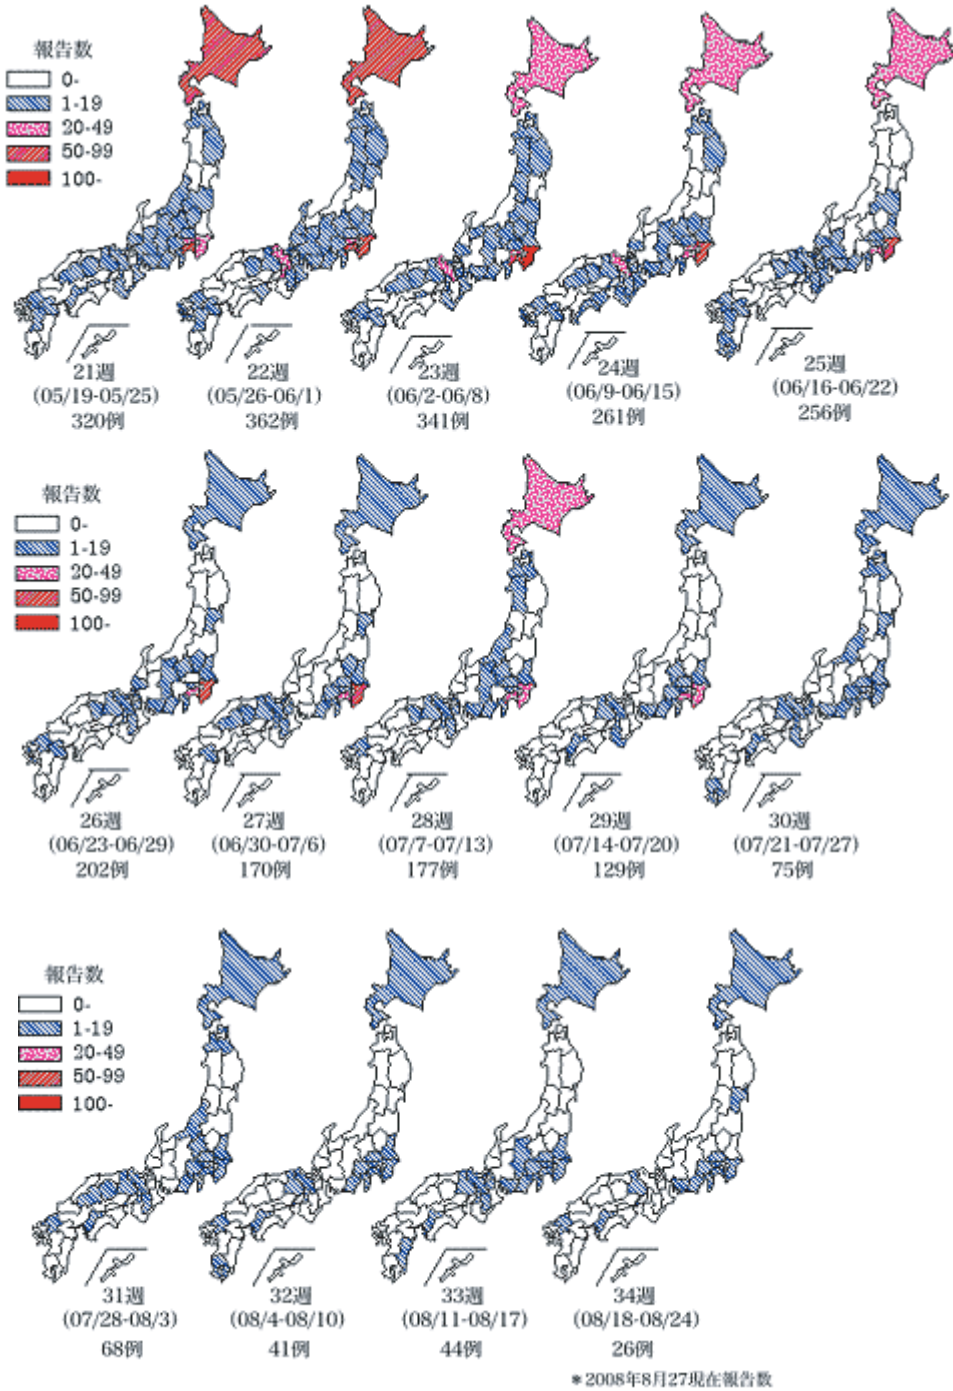 報告数
0-
1-19
20-49
50-99
100-
21週
(05/19-05/25)
320例
22週
(05/26-06/1)
362例
23週
(06/2-06/8)
341例
24週
(06/9-06/15)
261例
25週
(06/16-06/22)
256例
報告数
0-
1-19
20-49
50-99
100-
26週
(06/23-06/29)
202例
27週
(06/30-07/6)
170例
28週
(07/7-07/13)
177例
29週
(07/14-07/20)
129例
30週
(07/21-07/27)
75例
報告数
0-
1-19
20-49
50-99
100-
31週
(07/28-08/3)
68例
32週
(08/4-08/10)
41例
33週
(08/11-08/17)
44例
34週
(08/18-08/24)
26例
*2008年8月27現在報告数